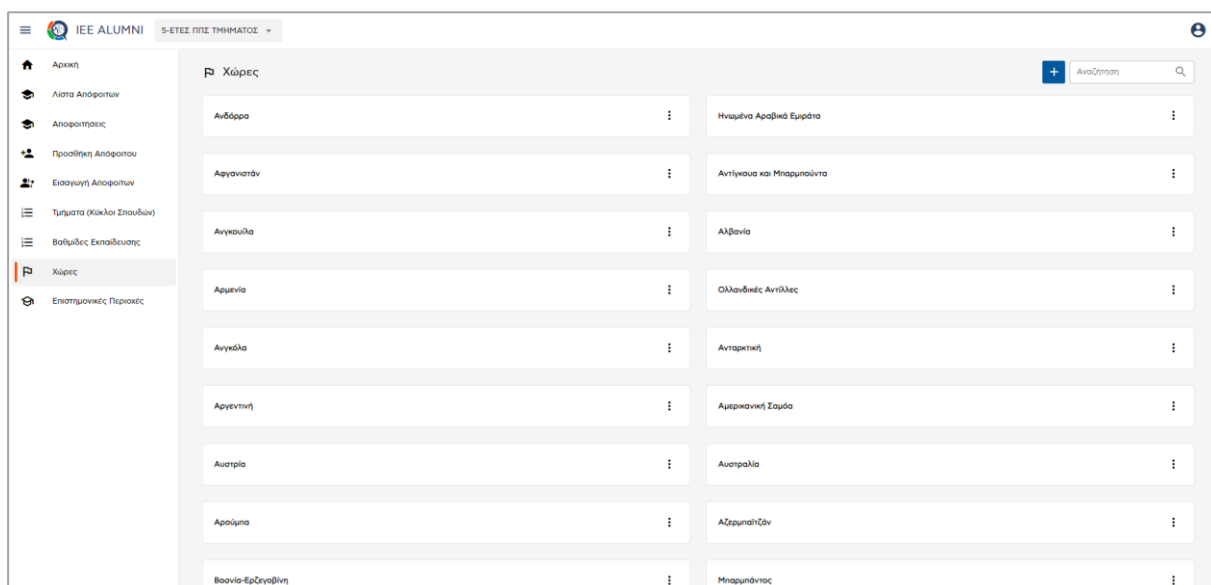 IEE ALUMNI 5-ΕΤΕΣ ΠΠΣ ΤΜΗΜΑΤΟΣ
Αρχική
Λίστα Απόφοιτων
Αποφοιτήσεις
Προσθήκη Απόφοιτου
Εισαγωγή Αποφοίτων
Τμήματα (Κύκλοι Σπουδών)
Βαθμίδες Εκπαίδευσης
Χώρες
Επιστημονικές Περιοχές
Χώρες
Αναζήτηση
Ανδόρρα Ηνωμένα Αραβικά Εμιράτα
Αφγανιστάν Αντίγκουα και Μπαρμπούντα
Ανγκουίλα Αλβανία
Αρμενία Ολλανδικές Αντίλλες
Ανγκόλα Ανταρκτική
Αργεντινή Αμερικανική Σαμόα
Αυστρία Αυστραλία
Αρούμπα Αζερμπαϊτζάν
Βοσνία-Ερζεγοβίνη Μπαρμπάντος